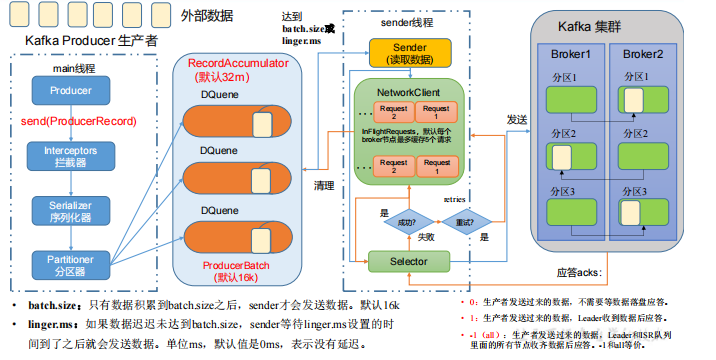 外部数据
Kafka Producer 生产者
main线程
Producer
send(ProducerRecord)
Interceptors
拦截器
Serializer
序列化器
Partitioner
分区器
RecordAccumulator
(默认32m)
DQuene
DQuene
DQuene
ProducerBatch
(默认16k)
达到
batch.size或
linger.ms
清理
sender线程
Sender
(读取数据)
NetworkClient
Request
2
Request
1
InFlightRequests，默认每个
broker节点最多缓存5个请求
Request
2
Request
1
retries
是
成功?
失败
重试?
是
Selector
发送
Kafka 集群
Broker1
Broker2
分区1
分区1
分区2
分区2
分区3
分区3
应答acks：
• batch.size：只有数据积累到batch.size之后，sender才会发送数据。默认16k
• linger.ms：如果数据迟迟未达到batch.size，sender等待linger.ms设置的时
间到了之后就会发送数据。单位ms，默认值是0ms，表示没有延迟。
• 0：生产者发送过来的数据，不需要等数据落盘应答。
• 1：生产者发送过来的数据，Leader收到数据后应答。
• -1（all）：生产者发送过来的数据，Leader和ISR队列
里面的所有节点收齐数据后应答。-1和all等价。